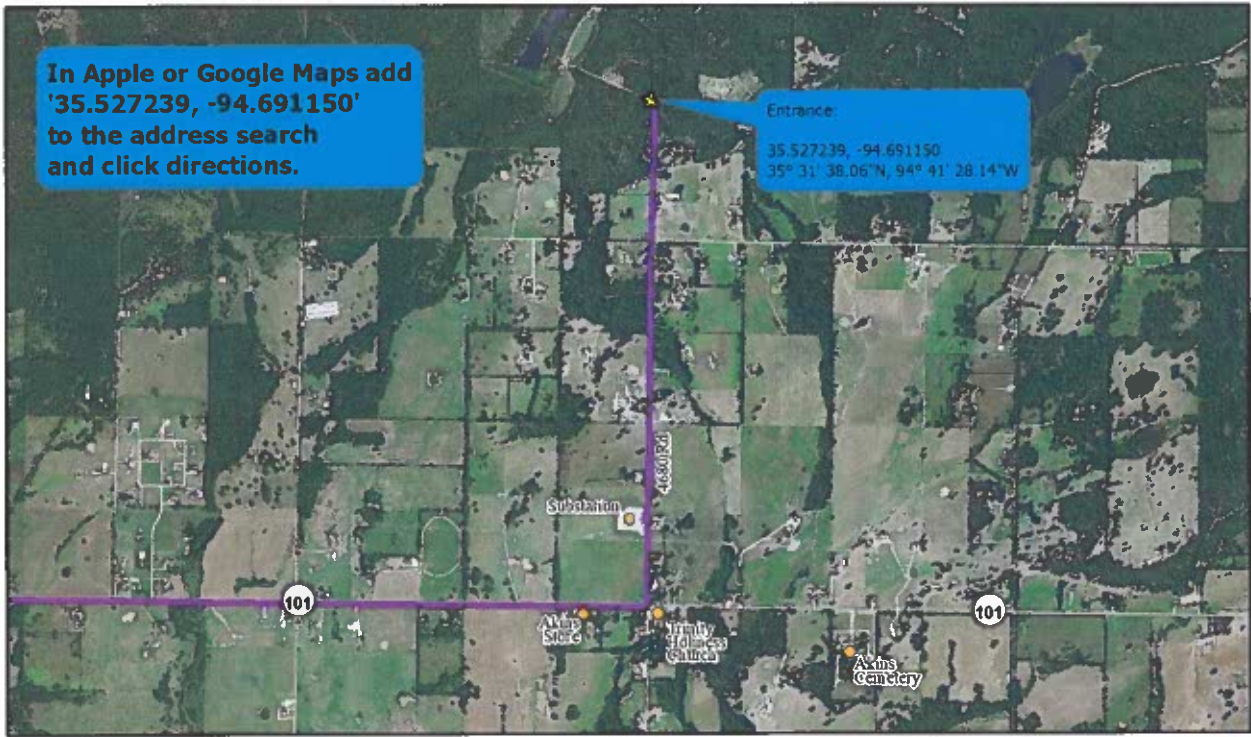 In Apple or Google Maps add
'35.527239, -94.691150'
to the address search
and click directions.
Entrance:
35.527239, -94.691150
35° 31' 38.06"N, 94° 41' 28.14"W
4680 Rd
Substation
101
101
Akins
Store
Trinity
Holiness
Church
Akins
Cemetery